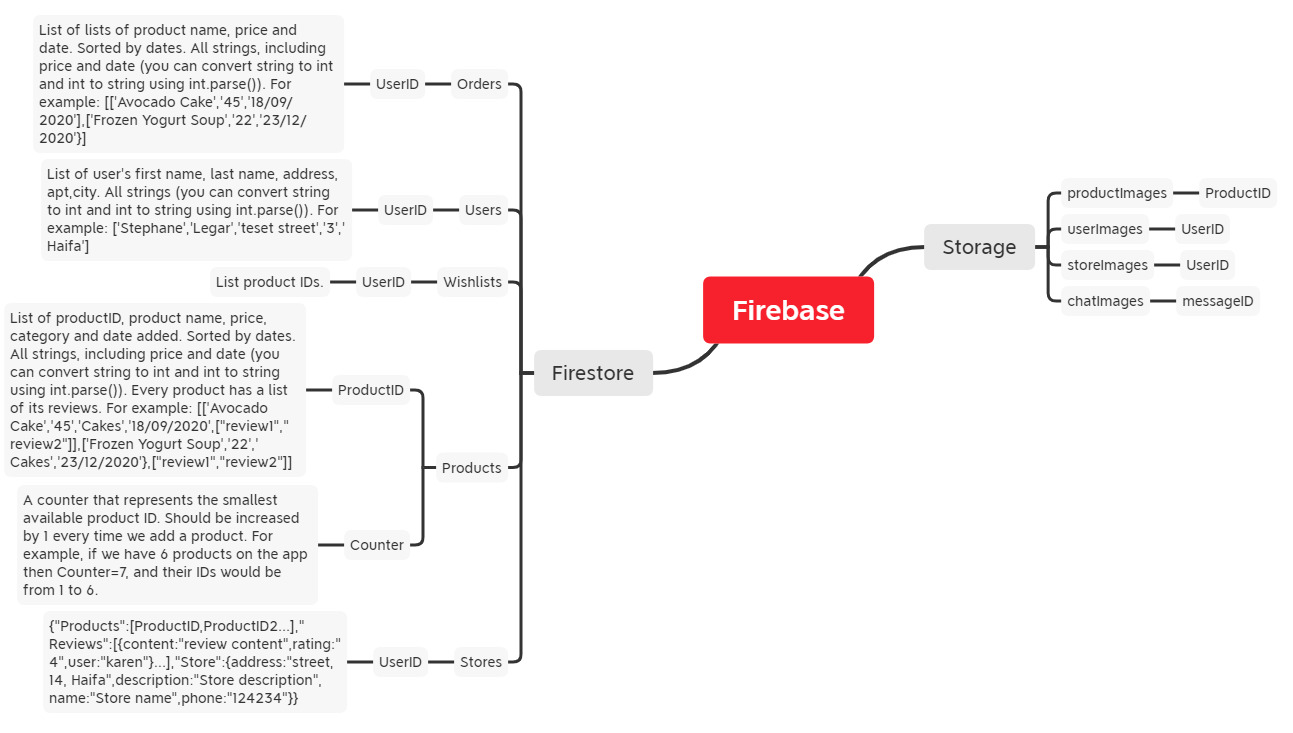 List of lists of product name, price and
date. Sorted by dates. All strings, including
price and date (you can convert string to int
and int to string using int.parse()). For
example: [['Avocado Cake','45','18/09/
2020'],['Frozen Yogurt Soup','22','23/12/
2020'}]
UserID
Orders
List of user's first name, last name, address,
apt,city. All strings (you can convert string
to int and int to string using int.parse()). For
example: ['Stephane','Legar','teset street','3','
Haifa']
UserID
Users
List product IDs.
UserID
Wishlists
List of productID, product name, price,
category and date added. Sorted by dates.
All strings, including price and date (you
can convert string to int and int to string
using int.parse()). Every product has a list
of its reviews. For example: [['Avocado
Cake','45','Cakes','18/09/2020',["review1","
review2"]],['Frozen Yogurt Soup','22','
Cakes','23/12/2020'},["review1","review2"]]
ProductID
Products
A counter that represents the smallest
available product ID. Should be increased
by 1 every time we add a product. For
example, if we have 6 products on the app
then Counter=7, and their IDs would be
from 1 to 6.
Counter
{"Products":[ProductID,ProductID2...],"
Reviews":[{content:"review content",rating:"
4",user:"karen"}...],"Store":{address:"street,
14, Haifa",description:"Store description",
name:"Store name",phone:"124234"}}
UserID
Stores
Firestore
Firebase
Storage
productImages
ProductID
userImages
UserID
storeImages
UserID
chatImages
messageID